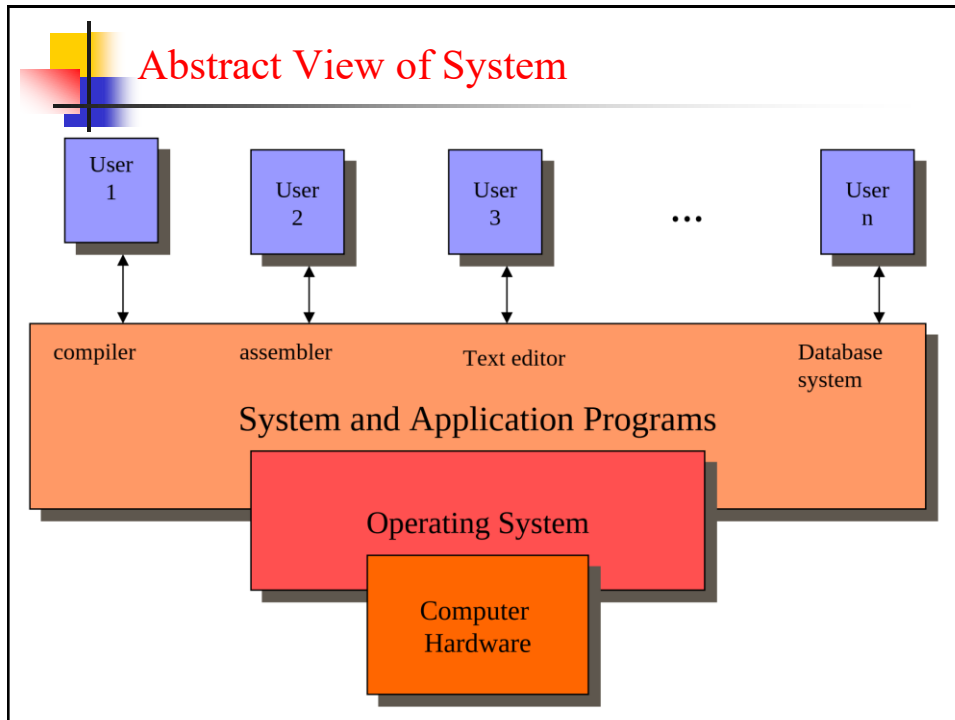 Abstract View of System
User
1
User
2
User
3
...
User
n
compiler
assembler
Text editor
Database
system
System and Application Programs
Operating System
Computer
Hardware